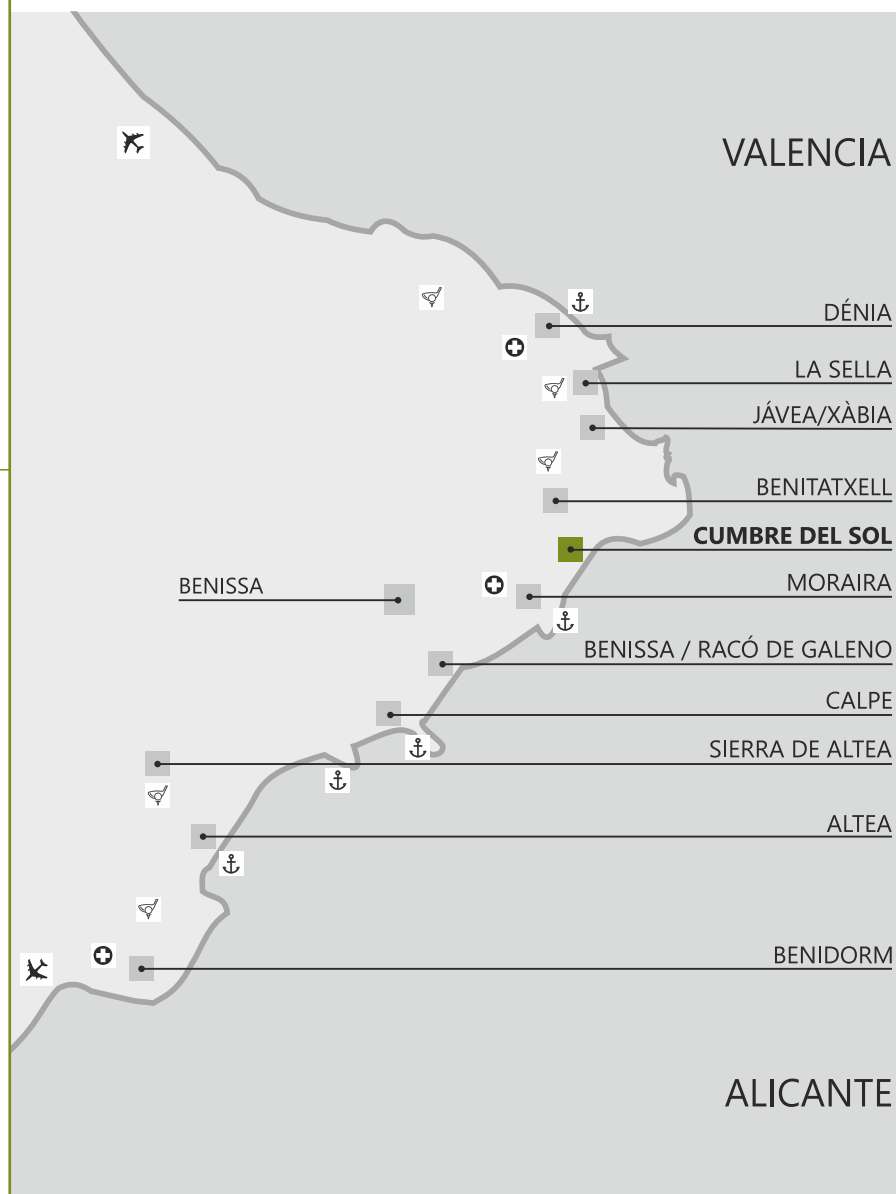 VALENCIA
DÉNIA
LA SELLA
JÁVEA/XÀBIA
BENITATXELL
CUMBRE DEL SOL
BENISSA
MORAIRA
BENISSA / RACÓ DE GALENO
CALPE
SIERRA DE ALTEA
ALTEA
BENIDORM
ALICANTE